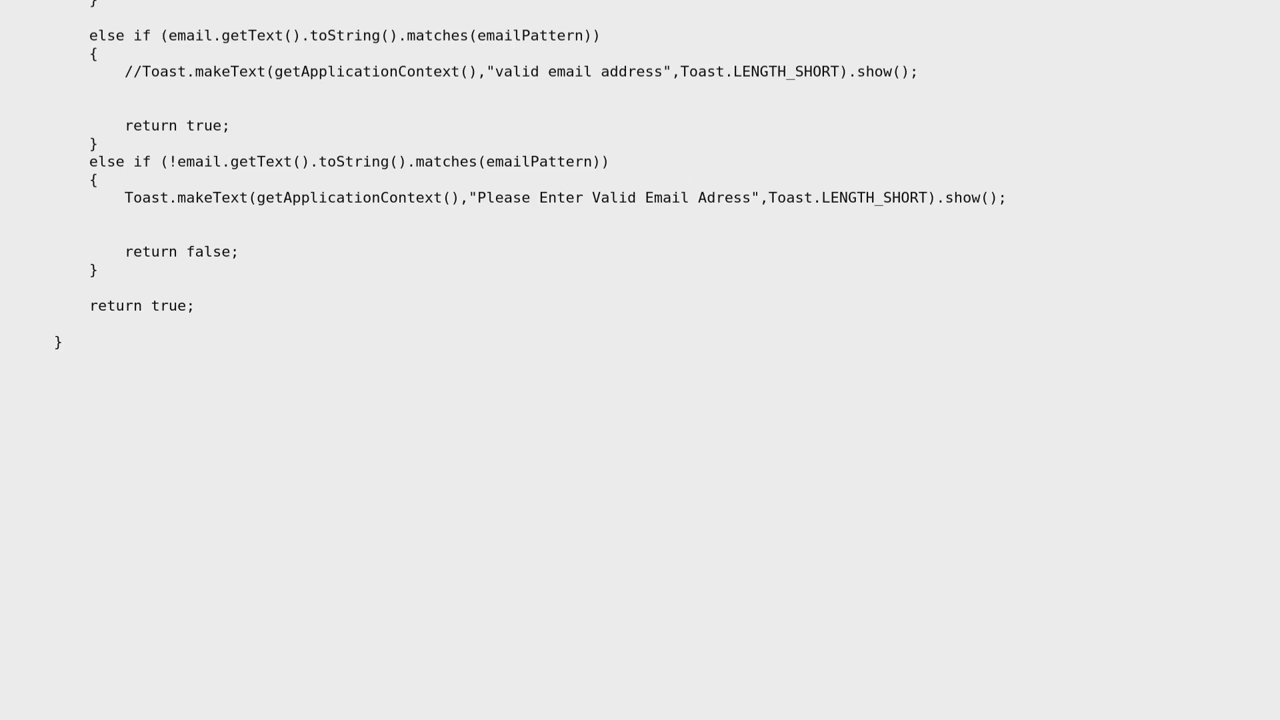 }
else if (email.getText().toString().matches(emailPattern))
{
//Toast.makeText(getApplicationContext(),"valid email address",Toast.LENGTH_SHORT).show();
return true;
}
else if (!email.getText().toString().matches(emailPattern))
{
Toast.makeText(getApplicationContext(),"Please Enter Valid Email Adress",Toast.LENGTH_SHORT).show();
return false;
}
return true;
}